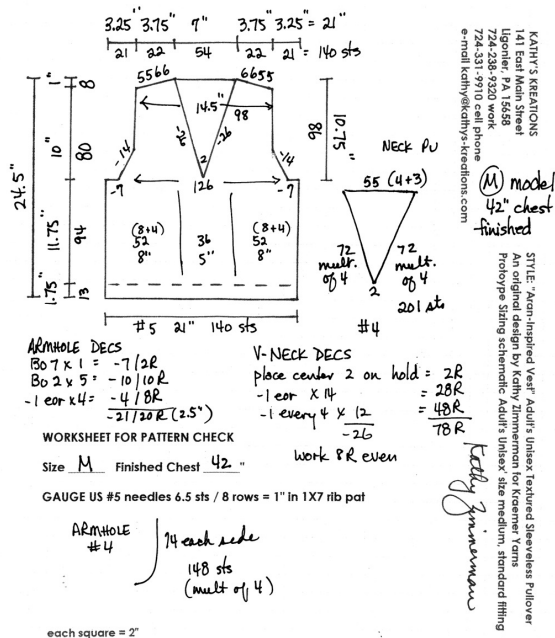 3.25" 3.75" 7" 3.75" 3.25" = 21"
21 22 54 22 21 = 140 sts
1" 8
5566 6655
14.5"
98
-26 -26
10" 80
-14 -14
2
98 10.75"
24.5"
-7 126 -7
11.75" 94
(8+4) 52 8"
36 5"
(8+4) 52 8"
1.75" 13
#5 21" 140 sts
NECK PU
55 (4+3)
72 mult. of 4
72 mult. of 4
2
201 sts
#4
KATHY'S KREATIONS
141 East Main Street
Ligonier, PA 15658
724-238-9320 work
724-331-9910 cell phone
e-mail kathy@kathys-kreations.com
M model
42" chest
finished
STYLE: "Aran-Inspired Vest" Adult's Unisex Textured Sleeveless Pullover
An original design by Kathy Zimmerman for Kraemer Yarns
Protoype Sizing schematic Adult's Unisex' size medium, standard fitting
Kathy Zimmerman
ARMHOLE DECS
BO 7 x 1 = -7/2R
BO 2 x 5 = -10/10R
-1 eor x4= -4/8R
-21/20R (2.5")
V-NECK DECS
place center 2 on hold = 2R
-1 eor x 14 = 28R
-1 every 4 x 12 = 48R
-26 78R
work 8R even
WORKSHEET FOR PATTERN CHECK
Size M Finished Chest 42 "
GAUGE US #5 needles 6.5 sts / 8 rows = 1" in 1X7 rib pat
ARMHOLE
#4
74 each side
148 sts
(mult of 4)
each square = 2"